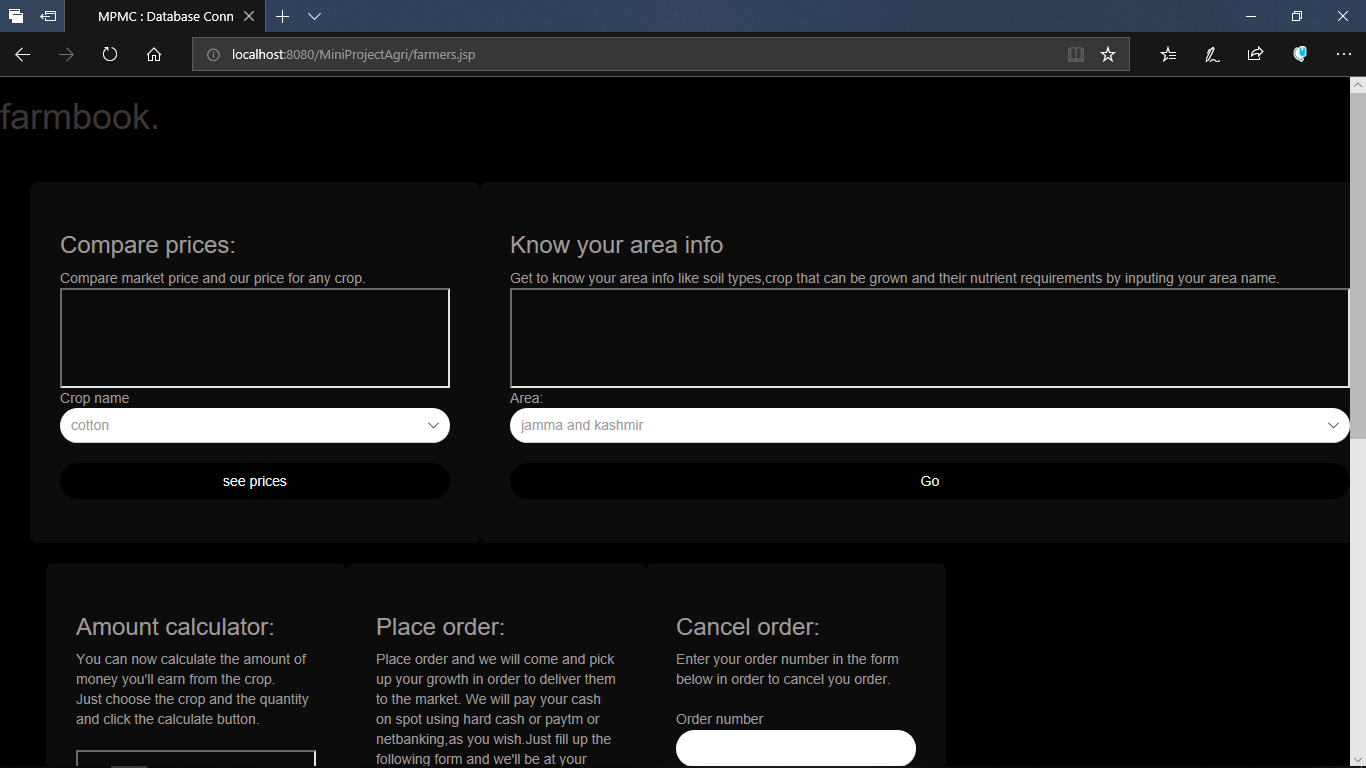 MPMC : Database Conn
localhost:8080/MiniProjectAgri/farmers.jsp
farmbook.
Compare prices:
Compare market price and our price for any crop.
Crop name
cotton
see prices
Know your area info
Get to know your area info like soil types,crop that can be grown and their nutrient requirements by inputing your area name.
Area:
jamma and kashmir
Go
Amount calculator:
You can now calculate the amount of
money you'll earn from the crop.
Just choose the crop and the quantity
and click the calculate button.
Place order:
Place order and we will come and pick
up your growth in order to deliver them
to the market. We will pay your cash
on spot using hard cash or paytm or
netbanking,as you wish.Just fill up the
following form and we'll be at your
Cancel order:
Enter your order number in the form
below in order to cancel you order.
Order number